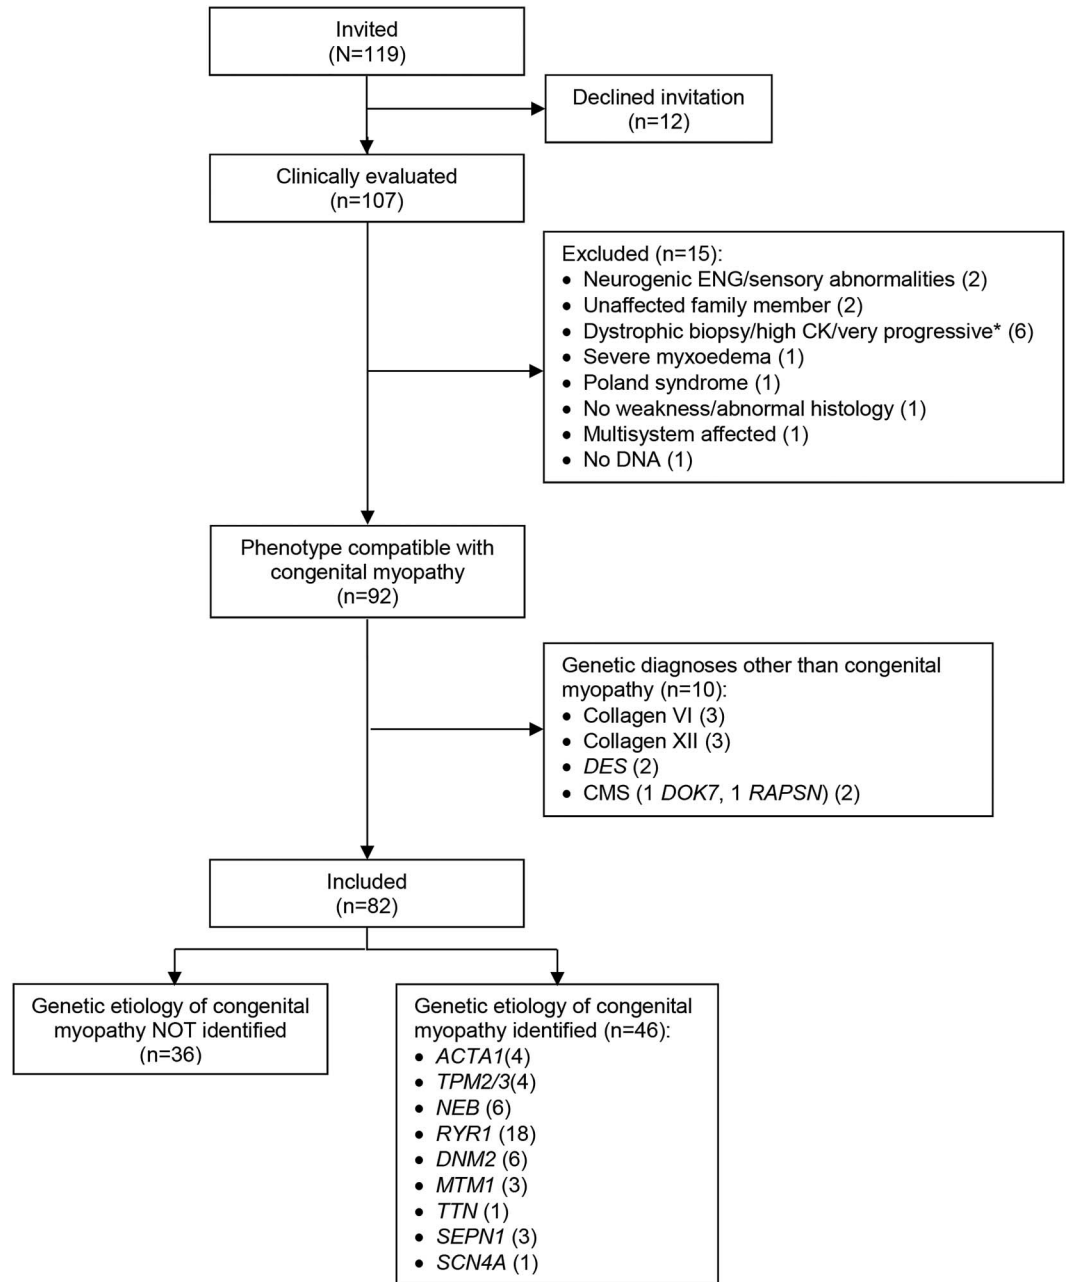 Invited
(N=119)
Declined invitation
(n=12)
Clinically evaluated
(n=107)
Excluded (n=15):
• Neurogenic ENG/sensory abnormalities (2)
• Unaffected family member (2)
• Dystrophic biopsy/high CK/very progressive* (6)
• Severe myxoedema (1)
• Poland syndrome (1)
• No weakness/abnormal histology (1)
• Multisystem affected (1)
• No DNA (1)
Phenotype compatible with
congenital myopathy
(n=92)
Genetic diagnoses other than congenital
myopathy (n=10):
• Collagen VI (3)
• Collagen XII (3)
• DES (2)
• CMS (1 DOK7, 1 RAPSN) (2)
Included
(n=82)
Genetic etiology of congenital
myopathy NOT identified
(n=36)
Genetic etiology of congenital
myopathy identified (n=46):
• ACTA1(4)
• TPM2/3(4)
• NEB (6)
• RYR1 (18)
• DNM2 (6)
• MTM1 (3)
• TTN (1)
• SEPN1 (3)
• SCN4A (1)